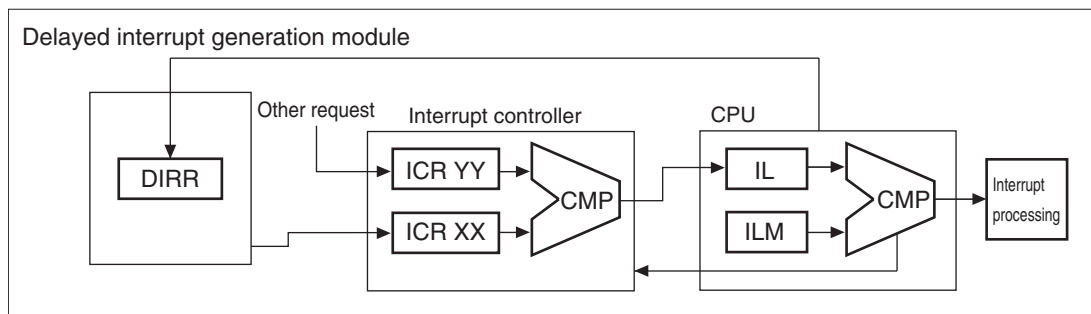 Delayed interrupt generation module
Other request
Interrupt controller
CPU
DIRR
ICR YY
CMP
IL
CMP
ICR XX
ILM
Interrupt
processing